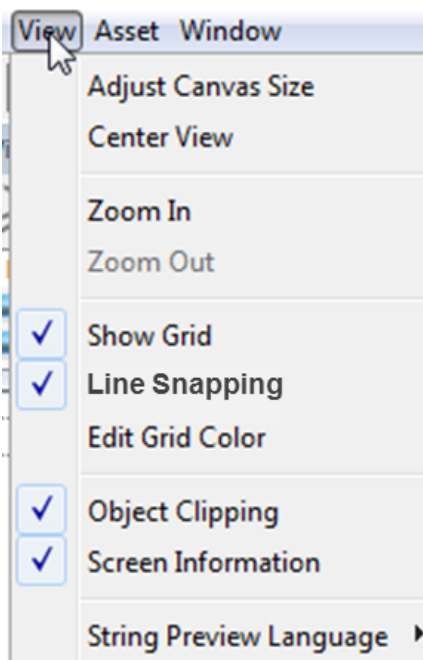 View Asset Window
Adjust Canvas Size
Center View
Zoom In
Zoom Out
Show Grid
Line Snapping
Edit Grid Color
Object Clipping
Screen Information
String Preview Language